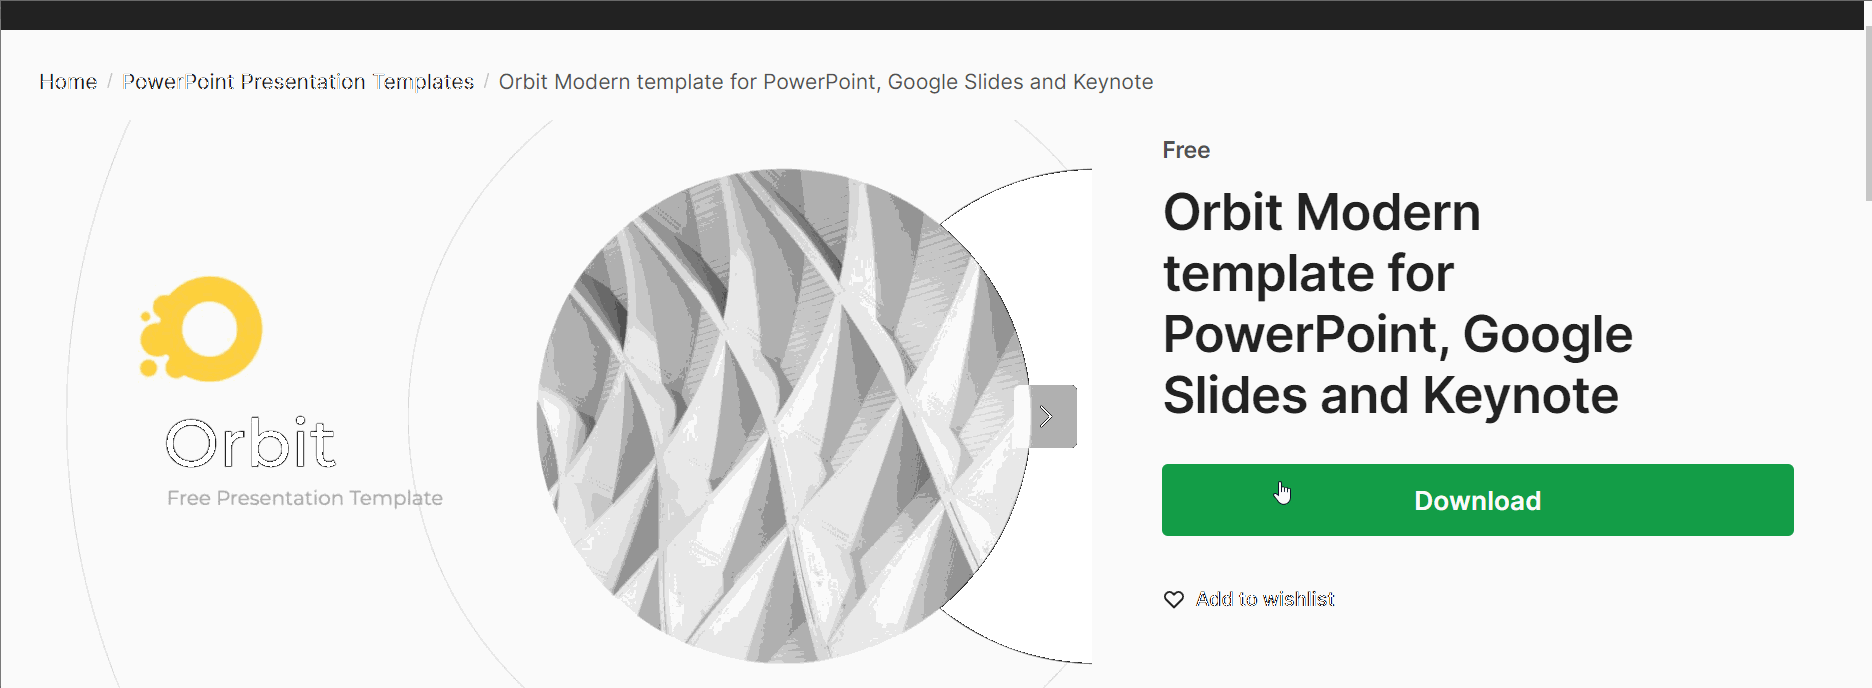 Home / PowerPoint Presentation Templates / Orbit Modern template for PowerPoint, Google Slides and Keynote
Orbit
Free Presentation Template
Free
Orbit Modern
template for
PowerPoint, Google
Slides and Keynote
Download
Add to wishlist